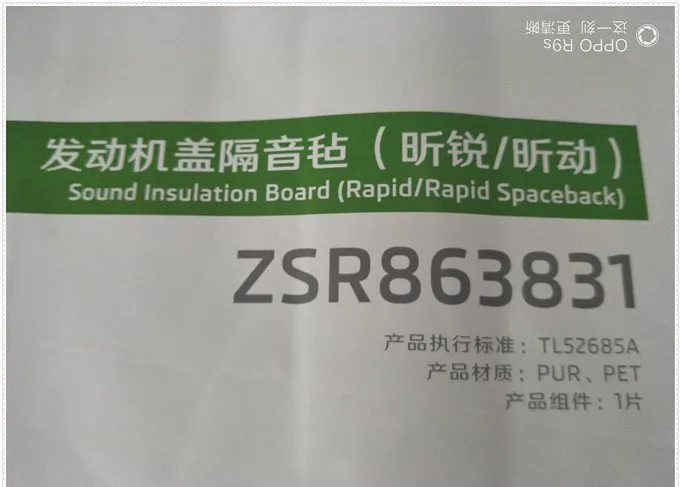 OPPO R9s
这一刻 更清晰
发动机盖隔音毡（昕锐/昕动）
Sound Insulation Board (Rapid/Rapid Spaceback)
ZSR863831
产品执行标准：TL52685A
产品材质：PUR、PET
产品组件：1片